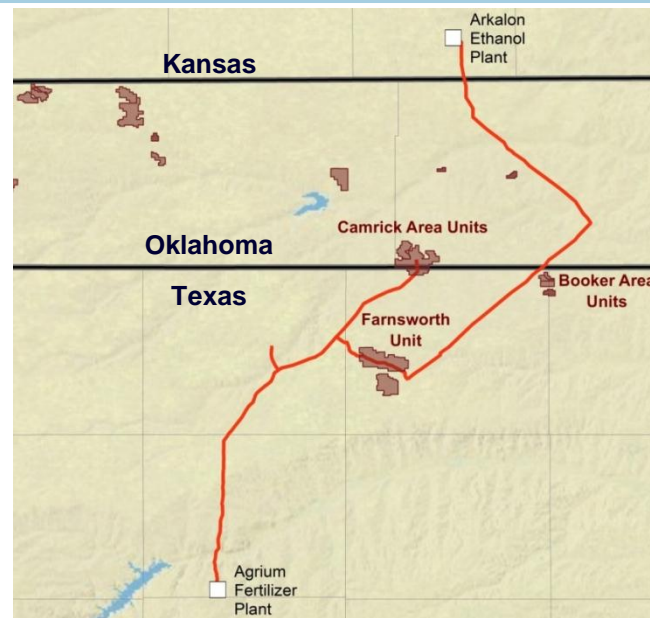 Arkalon
Ethanol
Plant
Kansas
Camrick Area Units
Oklahoma
Texas
Booker Area
Units
Farnsworth
Unit
Agrium
Fertilizer
Plant